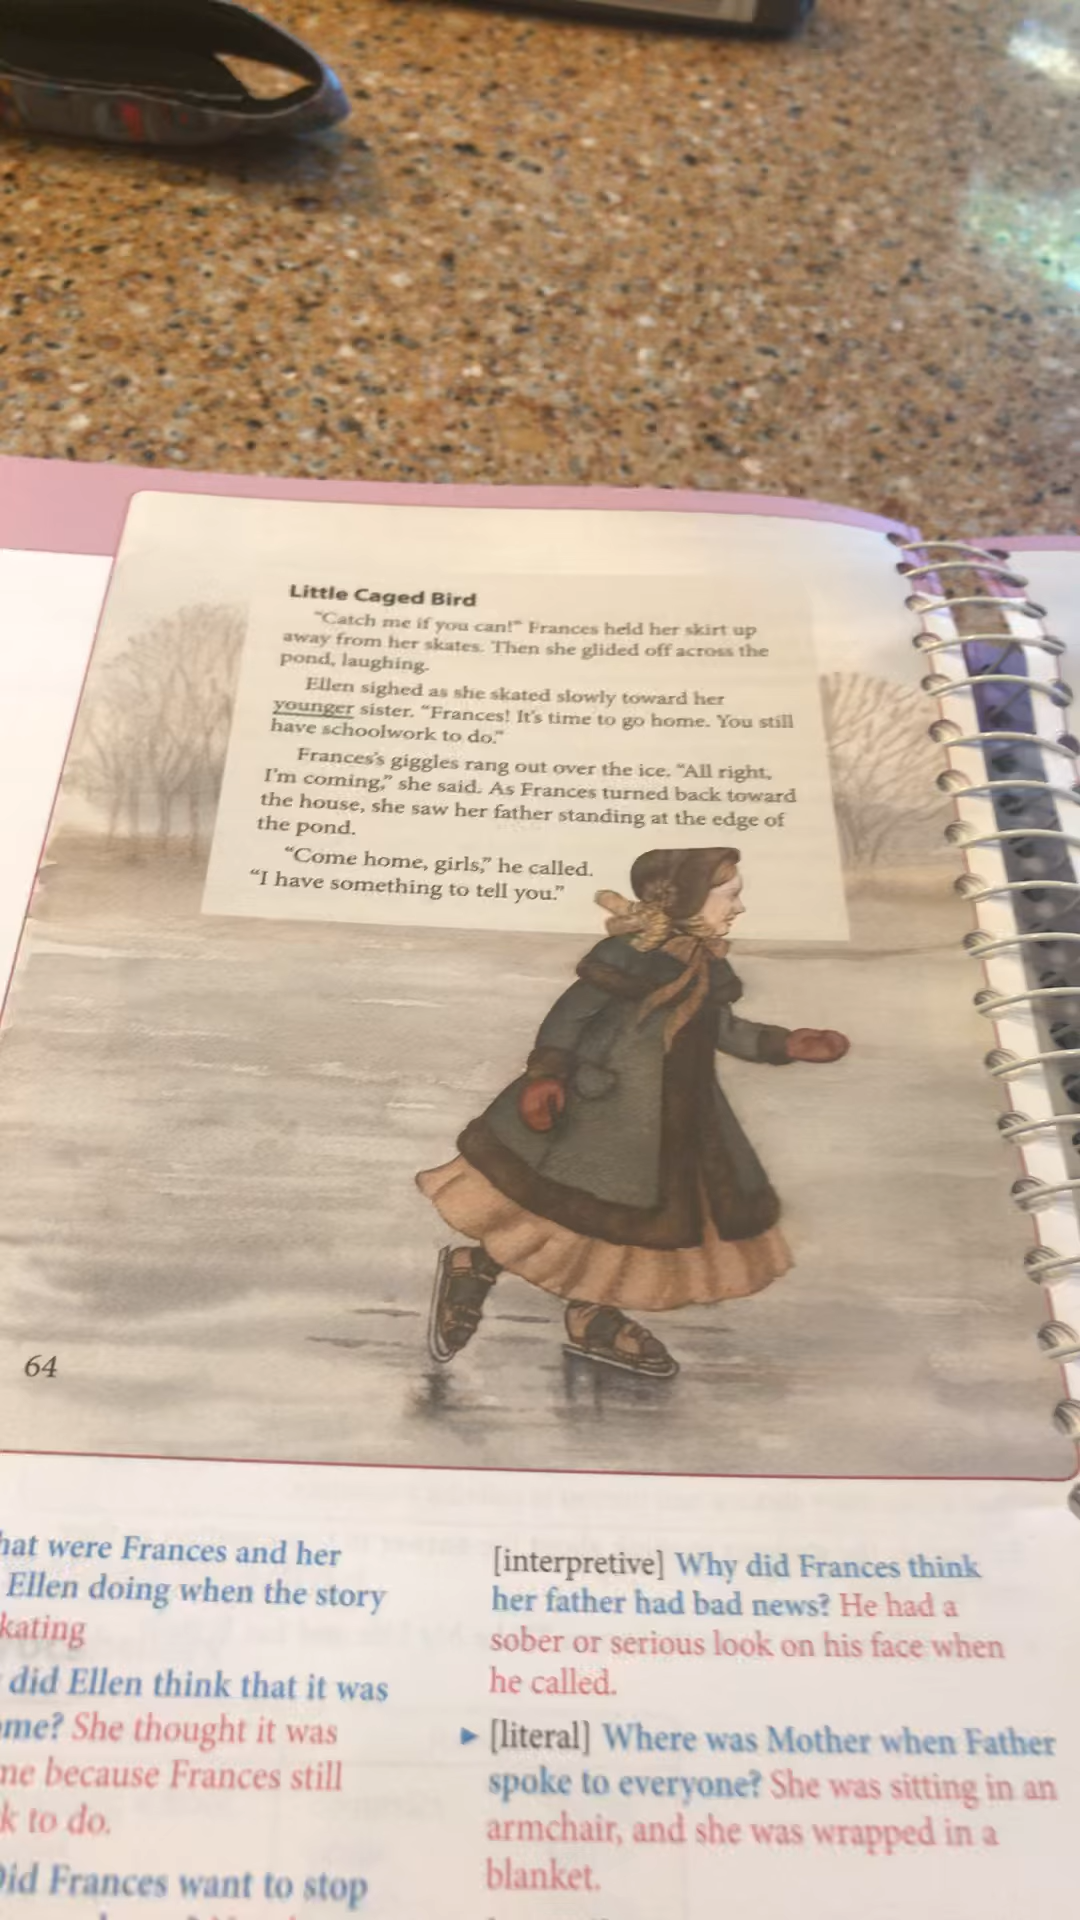 Little Caged Bird
"Catch me if you can!" Frances held her skirt up
away from her skates. Then she glided off across the
pond, laughing.
Ellen sighed as she skated slowly toward her
younger sister. "Frances! It's time to go home. You still
have schoolwork to do."
Frances's giggles rang out over the ice. "All right,
I'm coming," she said. As Frances turned back toward
the house, she saw her father standing at the edge of
the pond.
"Come home, girls," he called.
"I have something to tell you."
64
hat were Frances and her
Ellen doing when the story
kating
did Ellen think that it was
ome? She thought it was
me because Frances still
k to do.
Did Frances want to stop
[interpretive] Why did Frances think
her father had bad news? He had a
sober or serious look on his face when
he called.
► [literal] Where was Mother when Father
spoke to everyone? She was sitting in an
armchair, and she was wrapped in a
blanket.